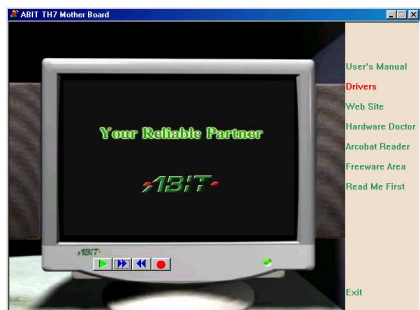 ABIT TH7 Mother Board
User's Manual
Drivers
Web Site
Hardware Doctor
Arcobat Reader
Freeware Area
Read Me First
Exit
Your Reliable Partner
ABIT
ABIT